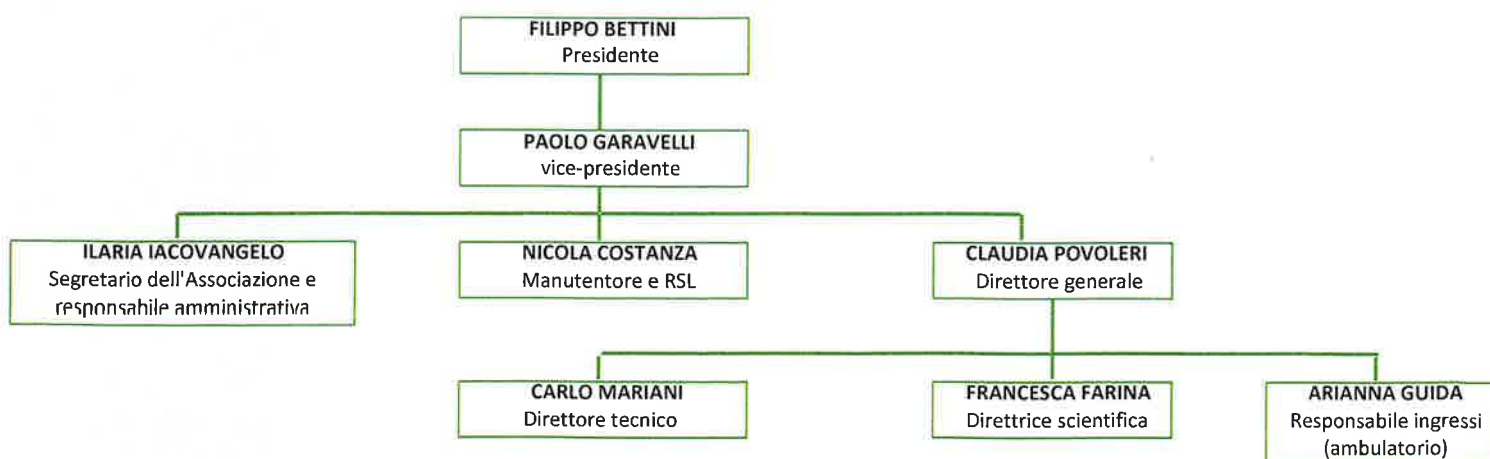 FILIPPO BETTINI
Presidente
PAOLO GARAVELLI
vice-presidente
ILARIA IACOVANGELO
Segretario dell'Associazione e
responsabile amministrativa
NICOLA COSTANZA
Manutentore e RSL
CLAUDIA POVOLERI
Direttore generale
CARLO MARIANI
Direttore tecnico
FRANCESCA FARINA
Direttrice scientifica
ARIANNA GUIDA
Responsabile ingressi
(ambulatorio)